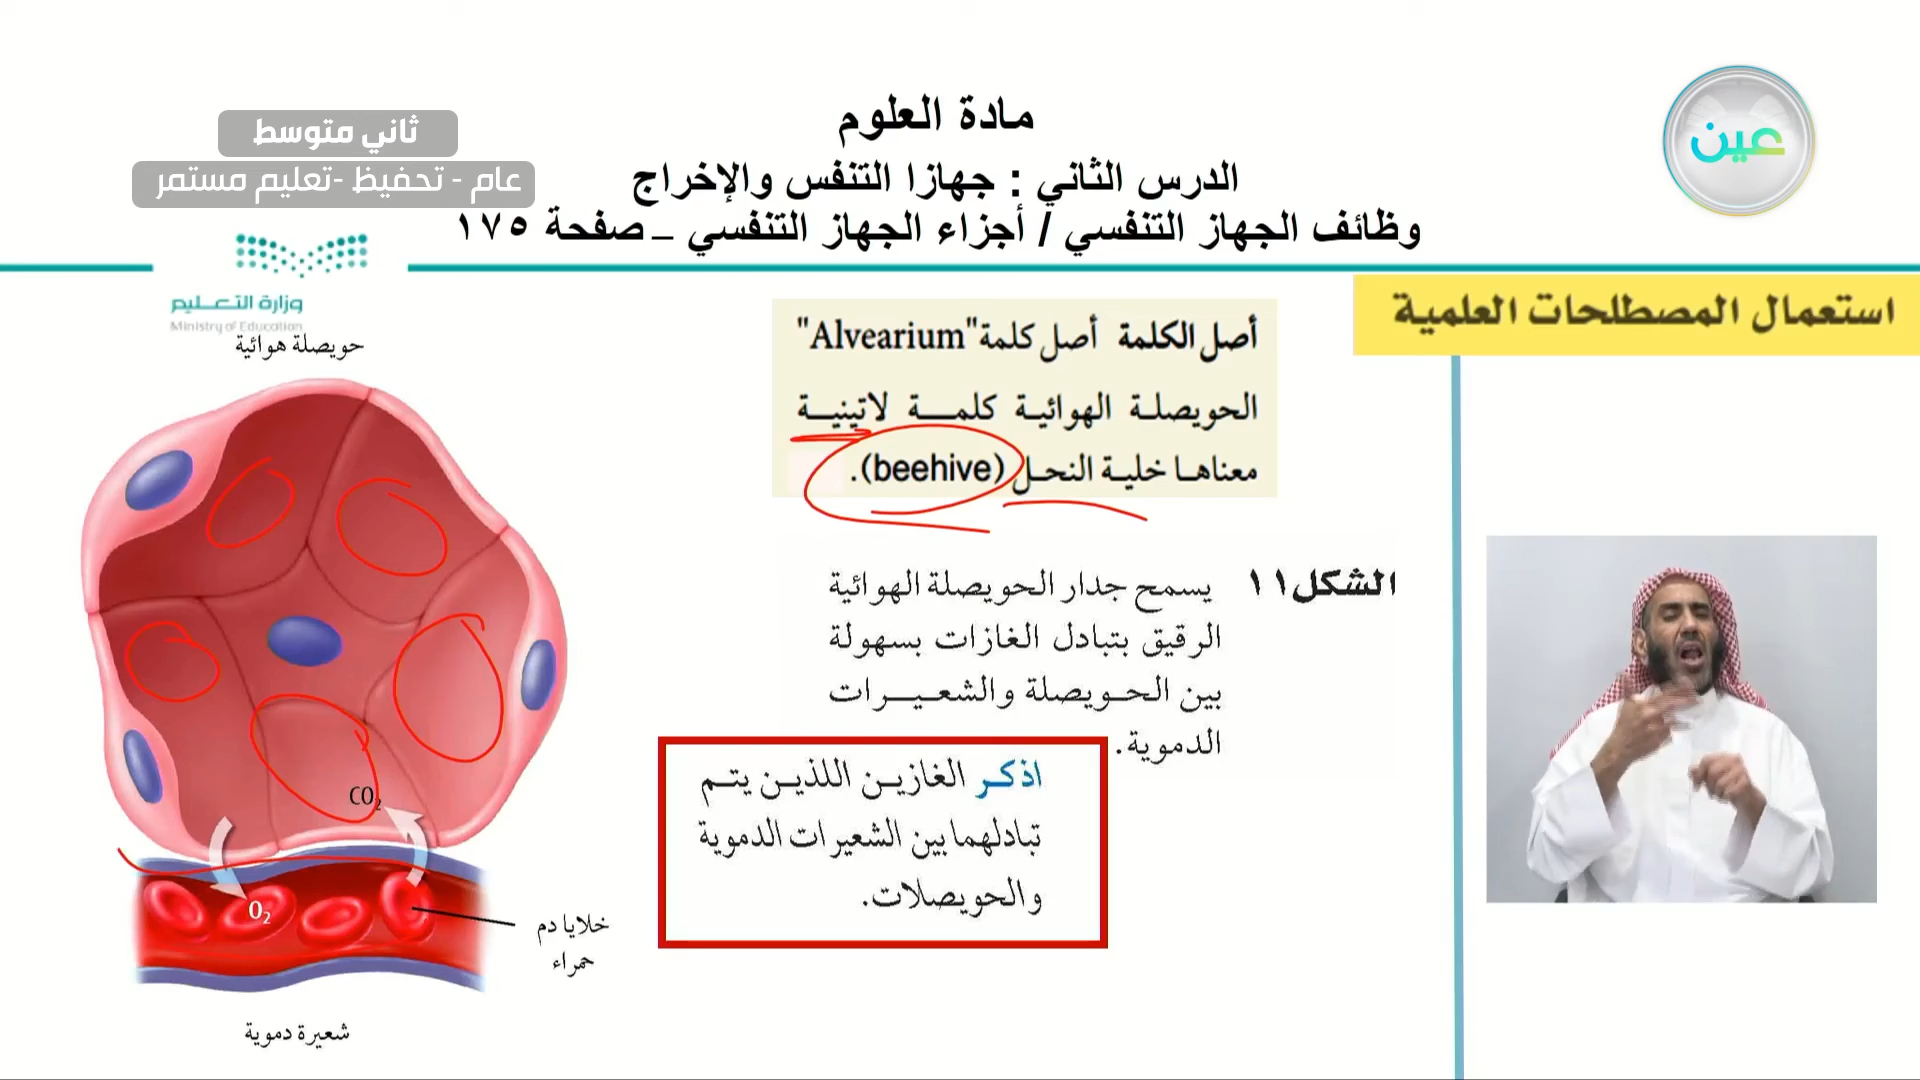 مادة العلوم
ثاني متوسط
عام - تحفيظ -تعليم مستمر
الدرس الثاني : جهازا التنفس والإخراج
وظائف الجهاز التنفسي / أجزاء الجهاز التنفسي – صفحة ١٧٥
عين
وزارة التعليم
Ministry of Education
استعمال المصطلحات العلمية
أصل الكلمة أصل كلمة "Alvearium"
الحويصلة الهوائية كلمة لاتينية
معناها خلية النحل (beehive).
الشكل ١١ يسمح جدار الحويصلة الهوائية
الرقيق بتبادل الغازات بسهولة
بين الحويصلة والشعيرات
الدموية.
اذكر الغازين اللذين يتم
تبادلهما بين الشعيرات الدموية
والحويصلات.
حويصلة هوائية
CO₂
O₂
خلايا دم
حمراء
شعيرة دموية